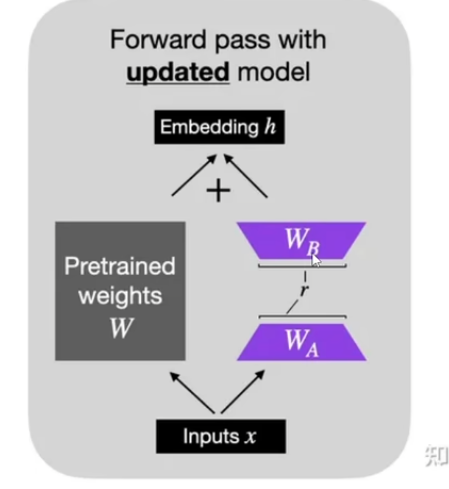 Forward pass with
updated model
Embedding h
+
Pretrained
weights
W
W_B
r
W_A
Inputs x
知